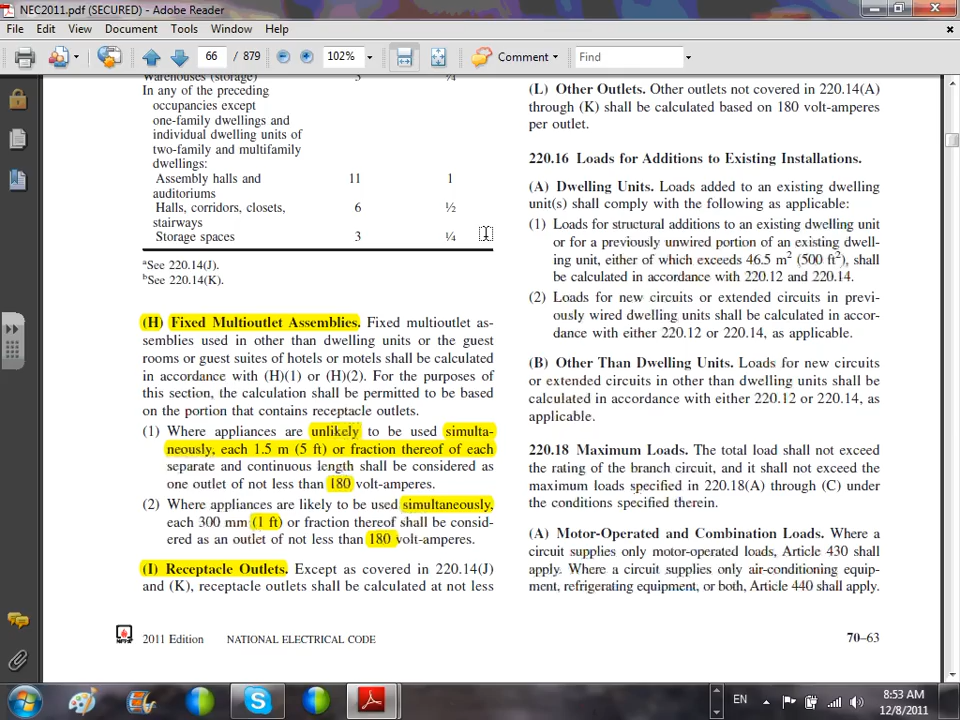 NEC2011.pdf (SECURED) - Adobe Reader
File Edit View Document Tools Window Help
66 / 879 102% Comment Find
Warehouses (storage) ¼
In any of the preceding
occupancies except
one-family dwellings and
individual dwelling units of
two-family and multifamily
dwellings:
Assembly halls and 11 1
auditoriums
Halls, corridors, closets, 6 ½
stairways
Storage spaces 3 ¼
aSee 220.14(J).
bSee 220.14(K).
(H) Fixed Multioutlet Assemblies. Fixed multioutlet as-
semblies used in other than dwelling units or the guest
rooms or guest suites of hotels or motels shall be calculated
in accordance with (H)(1) or (H)(2). For the purposes of
this section, the calculation shall be permitted to be based
on the portion that contains receptacle outlets.
(1) Where appliances are unlikely to be used simulta-
neously, each 1.5 m (5 ft) or fraction thereof of each
separate and continuous length shall be considered as
one outlet of not less than 180 volt-amperes.
(2) Where appliances are likely to be used simultaneously,
each 300 mm (1 ft) or fraction thereof shall be consid-
ered as an outlet of not less than 180 volt-amperes.
(I) Receptacle Outlets. Except as covered in 220.14(J)
and (K), receptacle outlets shall be calculated at not less
(L) Other Outlets. Other outlets not covered in 220.14(A)
through (K) shall be calculated based on 180 volt-amperes
per outlet.
220.16 Loads for Additions to Existing Installations.
(A) Dwelling Units. Loads added to an existing dwelling
unit(s) shall comply with the following as applicable:
(1) Loads for structural additions to an existing dwelling unit
or for a previously unwired portion of an existing dwell-
ing unit, either of which exceeds 46.5 m² (500 ft²), shall
be calculated in accordance with 220.12 and 220.14.
(2) Loads for new circuits or extended circuits in previ-
ously wired dwelling units shall be calculated in accor-
dance with either 220.12 or 220.14, as applicable.
(B) Other Than Dwelling Units. Loads for new circuits
or extended circuits in other than dwelling units shall be
calculated in accordance with either 220.12 or 220.14, as
applicable.
220.18 Maximum Loads. The total load shall not exceed
the rating of the branch circuit, and it shall not exceed the
maximum loads specified in 220.18(A) through (C) under
the conditions specified therein.
(A) Motor-Operated and Combination Loads. Where a
circuit supplies only motor-operated loads, Article 430 shall
apply. Where a circuit supplies only air-conditioning equip-
ment, refrigerating equipment, or both, Article 440 shall apply.
2011 Edition NATIONAL ELECTRICAL CODE 70–63
EN 8:53 AM
12/8/2011